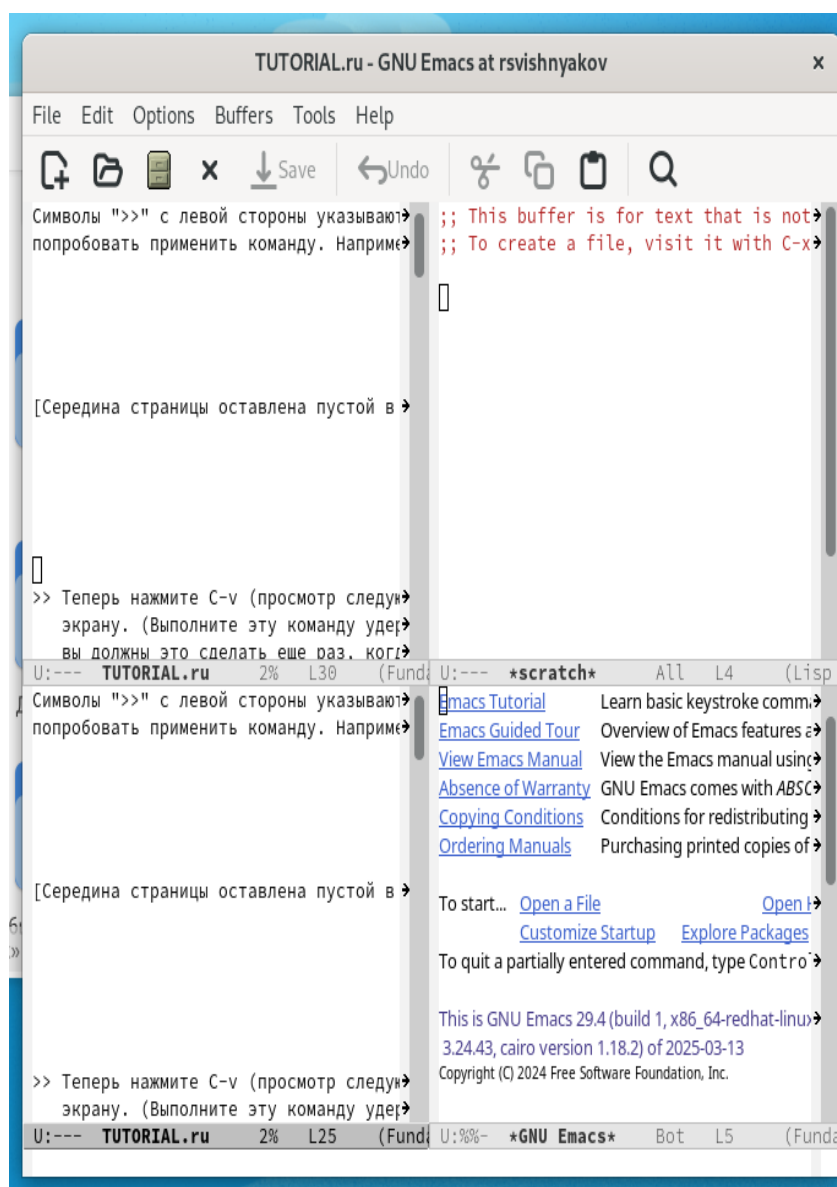 TUTORIAL.ru - GNU Emacs at rsvishnyakov
File Edit Options Buffers Tools Help
Save Undo
Символы ">>" с левой стороны указывают
попробовать применить команду. Наприме
[Середина страницы оставлена пустой в
>> Теперь нажмите C-v (просмотр следую
экрану. (Выполните эту команду удер
вы должны это сделать еще раз, когд
U:--- TUTORIAL.ru 2% L30 (Funda
;; This buffer is for text that is not
;; To create a file, visit it with C-x
U:--- *scratch* All L4 (Lisp
Символы ">>" с левой стороны указывают
попробовать применить команду. Наприме
[Середина страницы оставлена пустой в
>> Теперь нажмите C-v (просмотр следую
экрану. (Выполните эту команду удер
U:--- TUTORIAL.ru 2% L25 (Funda
Emacs Tutorial Learn basic keystroke comma
Emacs Guided Tour Overview of Emacs features a
View Emacs Manual View the Emacs manual using
Absence of Warranty GNU Emacs comes with ABSO
Copying Conditions Conditions for redistributing
Ordering Manuals Purchasing printed copies of
To start... Open a File Open H
Customize Startup Explore Packages
To quit a partially entered command, type Control
This is GNU Emacs 29.4 (build 1, x86_64-redhat-linux
3.24.43, cairo version 1.18.2) of 2025-03-13
Copyright (C) 2024 Free Software Foundation, Inc.
U:%%- *GNU Emacs* Bot L5 (Funda